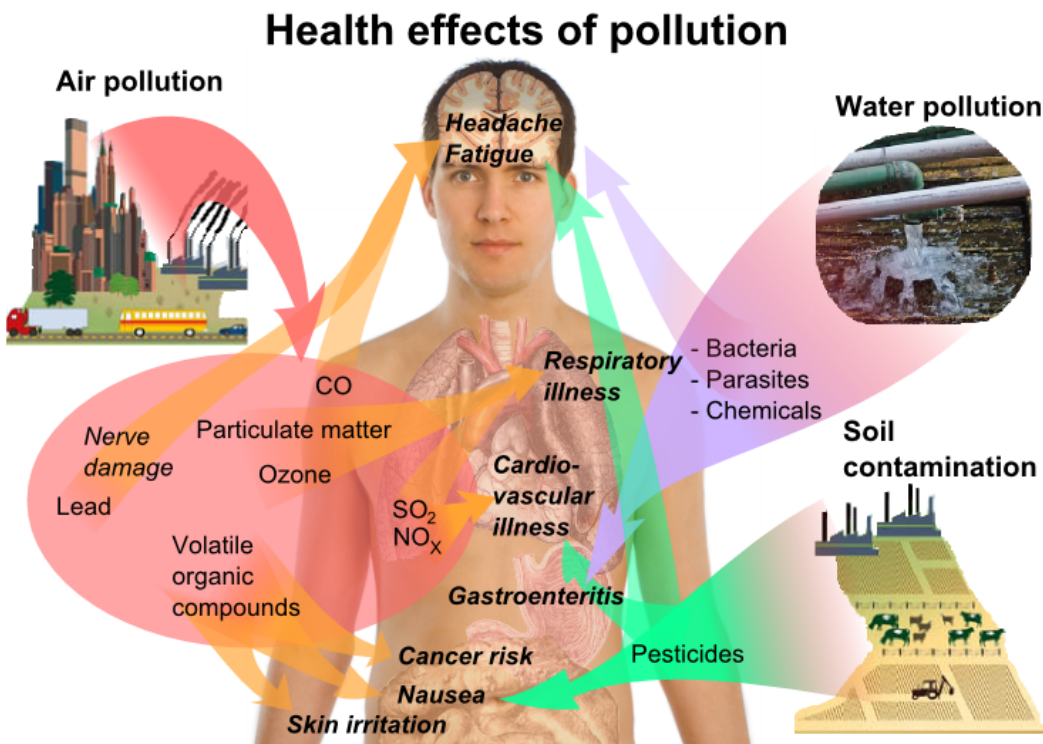 Health effects of pollution
Air pollution
Water pollution
Headache
Fatigue
Respiratory
illness
- Bacteria
- Parasites
- Chemicals
CO
Particulate matter
Nerve
damage
Ozone
Lead
SO2
NOX
Cardio-
vascular
illness
Soil
contamination
Volatile
organic
compounds
Gastroenteritis
Cancer risk
Pesticides
Nausea
Skin irritation